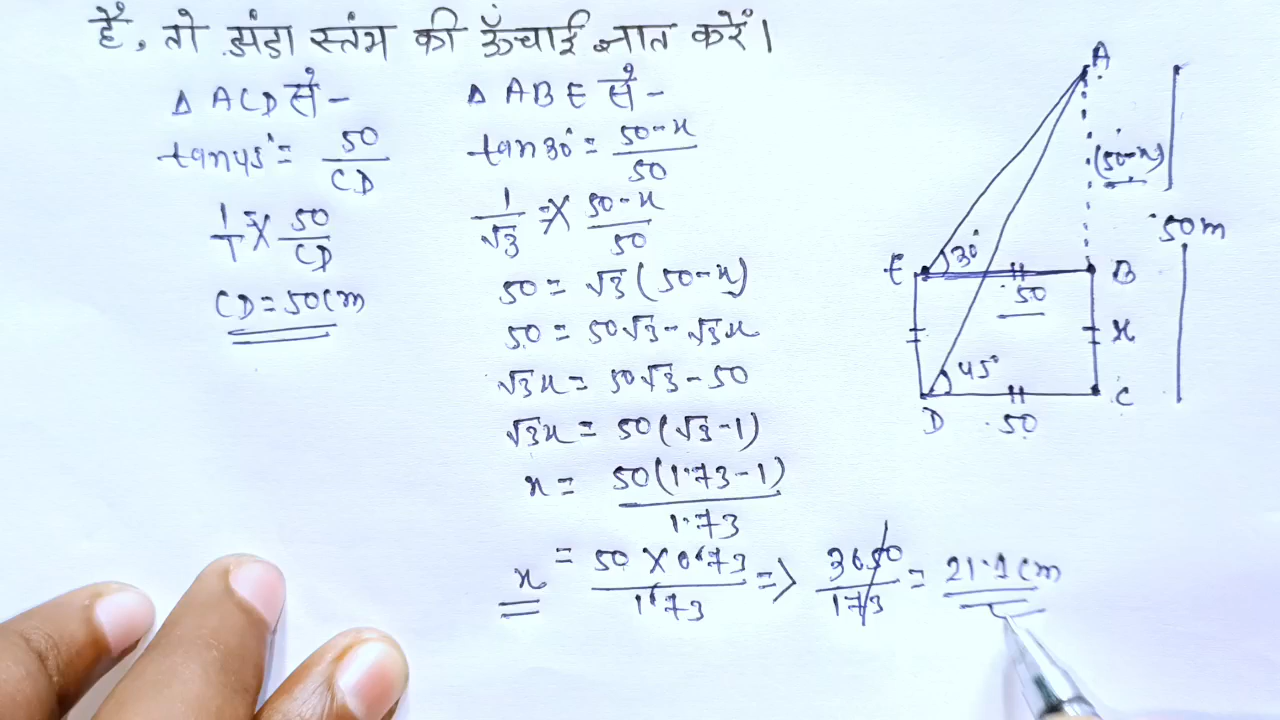 है, तो झंडा स्तंभ की ऊँचाई ज्ञात करें।
Δ ACD से -
tan45° = 50/CD
1/1 = 50/CD
CD = 50cm
Δ ABE से -
tan30° = 50-x/50
1/√3 = 50-x/50
50 = √3(50-x)
50 = 50√3 - √3x
√3x = 50√3 - 50
√3x = 50(√3-1)
x = 50(1.73-1)/1.73
x = 50 × 0.73/1.73 => 3650/173 = 21.1cm
A
(50-x)
50m
E 30° B
50
x
45°
D C
50